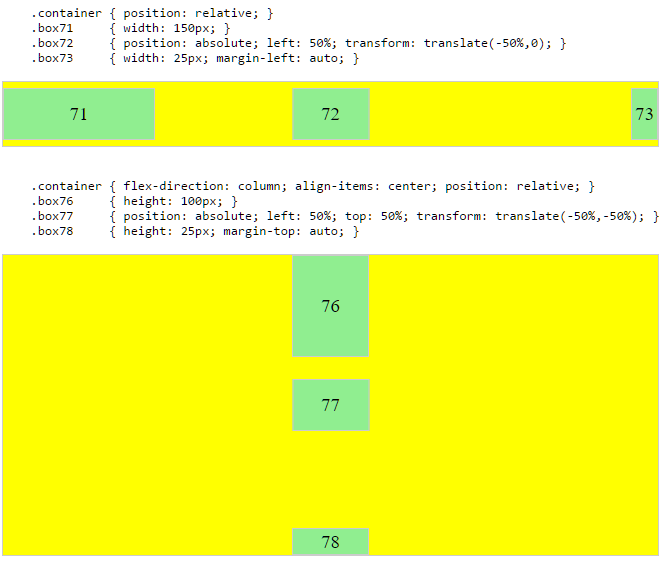 .container { position: relative; }
.box71     { width: 150px; }
.box72     { position: absolute; left: 50%; transform: translate(-50%,0); }
.box73     { width: 25px; margin-left: auto; }
71 72 73
.container { flex-direction: column; align-items: center; position: relative; }
.box76     { height: 100px; }
.box77     { position: absolute; left: 50%; top: 50%; transform: translate(-50%,-50%); }
.box78     { height: 25px; margin-top: auto; }
76
77
78